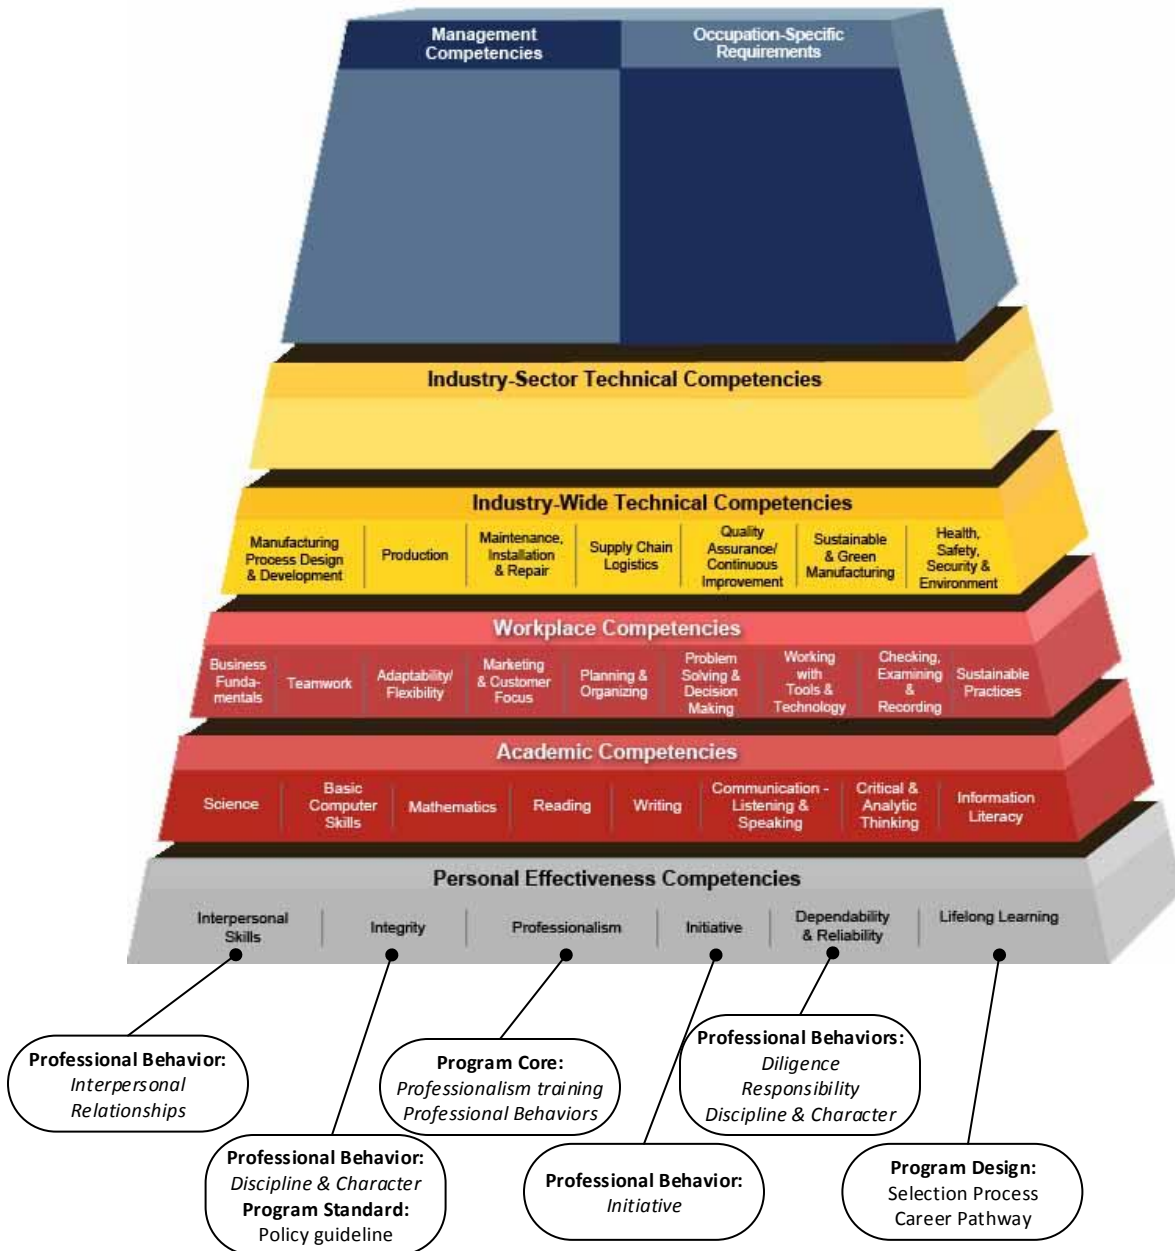 Management
Competencies
Occupation-Specific
Requirements
Industry-Sector Technical Competencies
Industry-Wide Technical Competencies
Manufacturing
Process Design
& Development
Production
Maintenance,
Installation
& Repair
Supply Chain
Logistics
Quality
Assurance/
Continuous
Improvement
Sustainable
& Green
Manufacturing
Health,
Safety,
Security &
Environment
Workplace Competencies
Business
Funda-
mentals
Teamwork
Adaptability/
Flexibility
Marketing
& Customer
Focus
Planning &
Organizing
Problem
Solving &
Decision
Making
Working
with
Tools &
Technology
Checking,
Examining
&
Recording
Sustainable
Practices
Academic Competencies
Science
Basic
Computer
Skills
Mathematics
Reading
Writing
Communication -
Listening &
Speaking
Critical &
Analytic
Thinking
Information
Literacy
Personal Effectiveness Competencies
Interpersonal
Skills
Integrity
Professionalism
Initiative
Dependability
& Reliability
Lifelong Learning
Professional Behavior:
Interpersonal
Relationships
Professional Behavior:
Discipline & Character
Program Standard:
Policy guideline
Program Core:
Professionalism training
Professional Behaviors
Professional Behavior:
Initiative
Professional Behaviors:
Diligence
Responsibility
Discipline & Character
Program Design:
Selection Process
Career Pathway